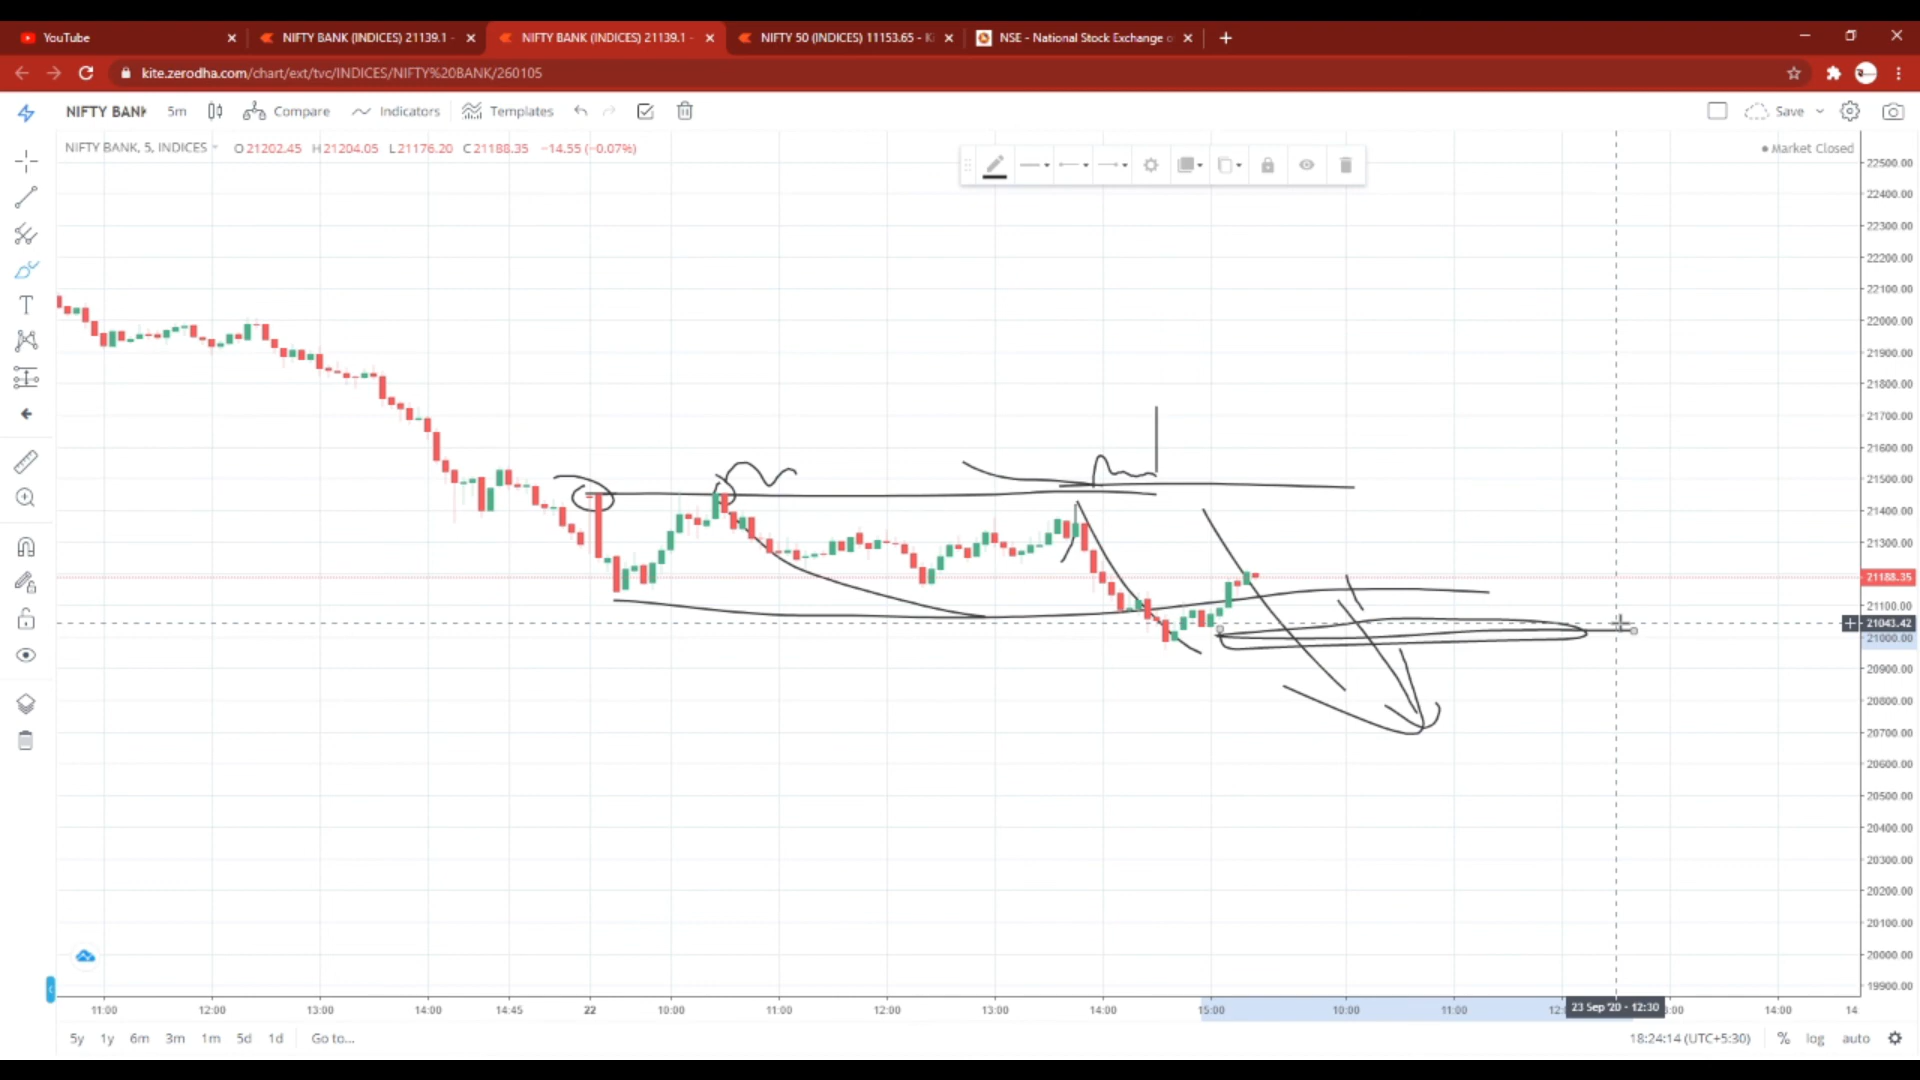 YouTube
NIFTY BANK (INDICES) 21139.1 -
NIFTY BANK (INDICES) 21139.1 -
NIFTY 50 (INDICES) 11153.65 -
NSE - National Stock Exchange
kite.zerodha.com/chart/ext/tvc/INDICES/NIFTY%20BANK/260105
NIFTY BANK 5m Compare Indicators Templates Save
NIFTY BANK, 5, INDICES O 21202.45 H 21204.05 L 21176.20 C 21188.35 −14.55 (−0.07%)
Market Closed
22500.00
22400.00
22300.00
22200.00
22100.00
22000.00
21900.00
21800.00
21700.00
21600.00
21500.00
21400.00
21300.00
21188.35
21100.00
21043.42
21000.00
20900.00
20800.00
20700.00
20600.00
20500.00
20400.00
20300.00
20200.00
20100.00
20000.00
19900.00
11:00 12:00 13:00 14:00 14:45 22 10:00 11:00 12:00 13:00 14:00 15:00 10:00 11:00 23 Sep '20 - 12:30 14:00 14
5y 1y 6m 3m 1m 5d 1d Go to...
18:24:14 (UTC+5:30) % log auto